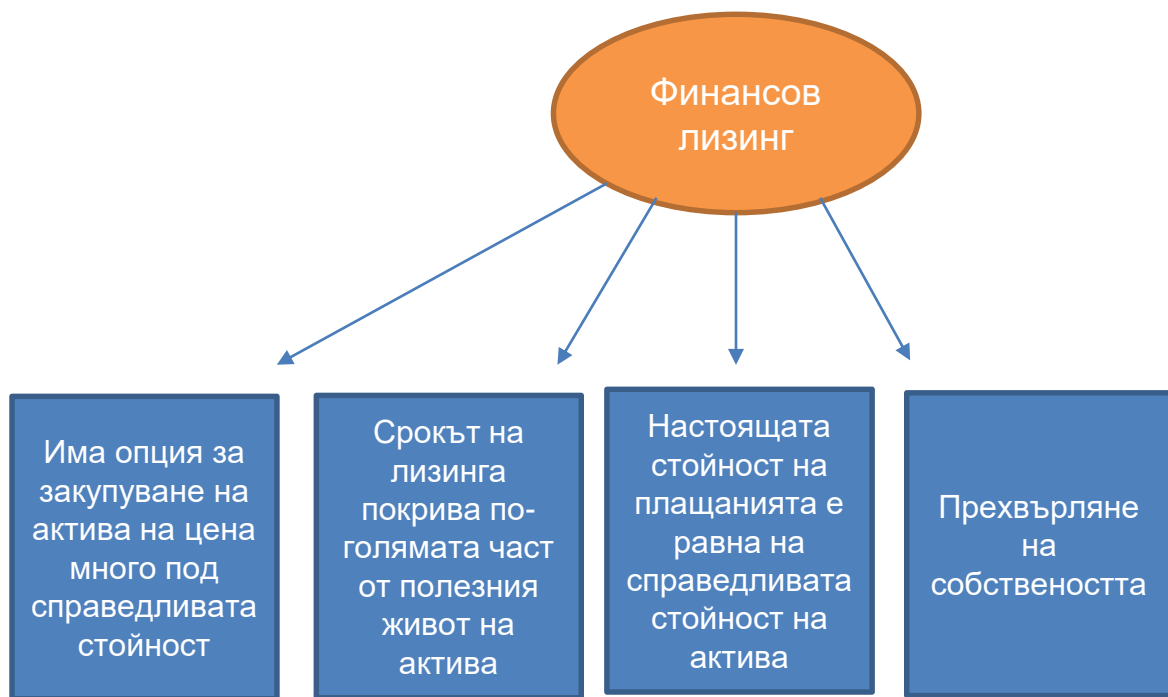 Финансов
лизинг
Има опция за
закупуване на
актива на цена
много под
справедливата
стойност
Срокът на
лизинга
покрива по-
голямата част
от полезния
живот на
актива
Настоящата
стойност на
плащанията е
равна на
справедливата
стойност на
актива
Прехвърляне
на
собствеността